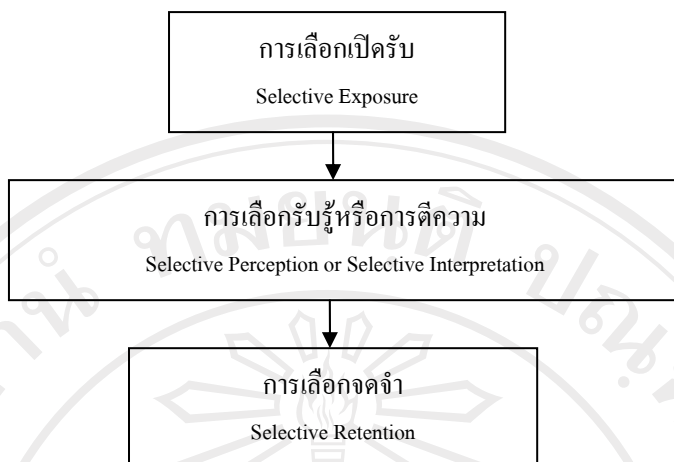 การเลือกเปิดรับ
Selective Exposure
การเลือกรับรู้หรือการตีความ
Selective Perception or Selective Interpretation
การเลือกจดจำ
Selective Retention